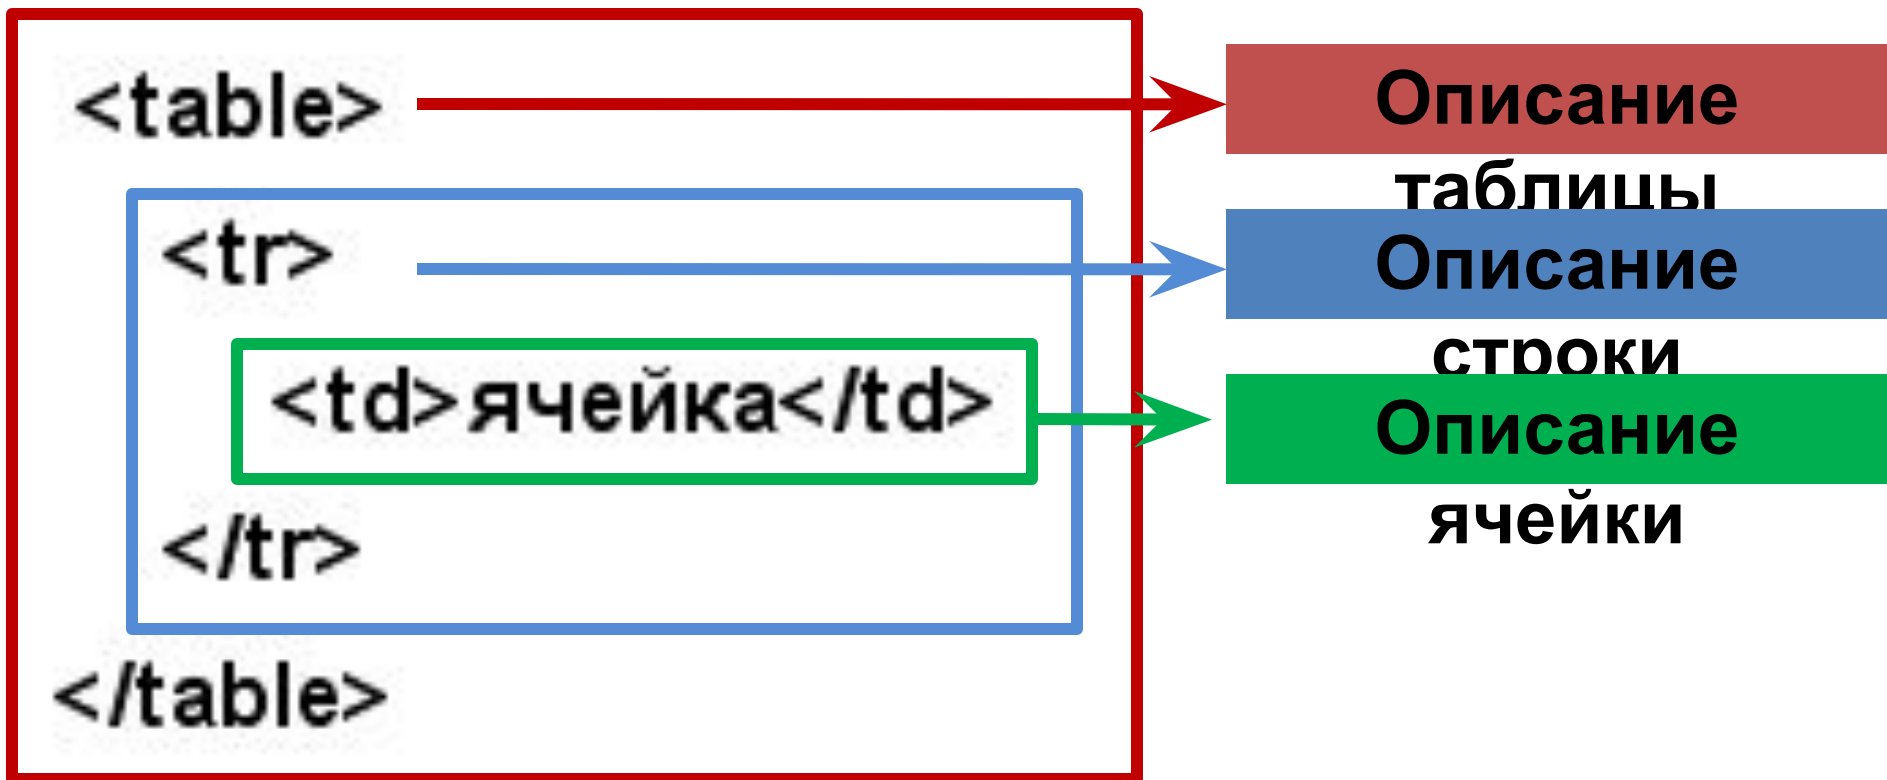 <table>
Описание
таблицы
<tr>
Описание
строки
<td>ячейка</td>
Описание
ячейки
</tr>
</table>